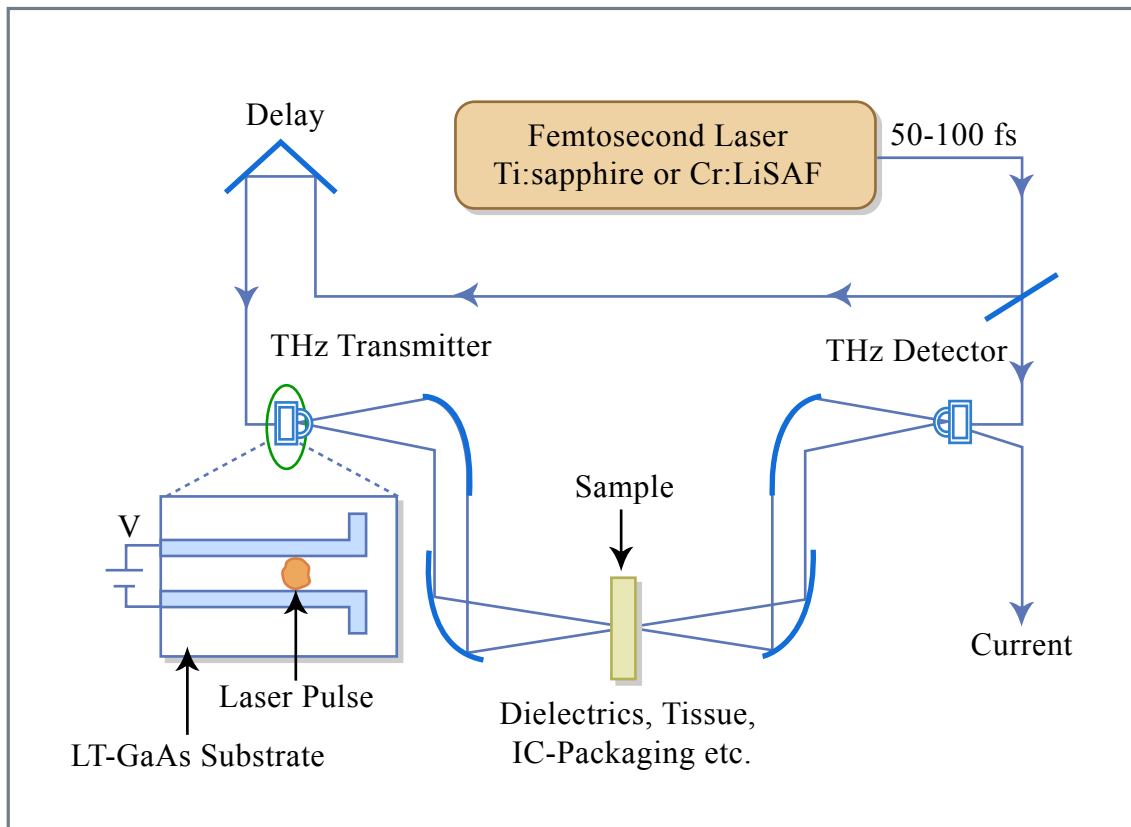 Delay
Femtosecond Laser
Ti:sapphire or Cr:LiSAF
50-100 fs
THz Transmitter
THz Detector
Sample
V
Laser Pulse
LT-GaAs Substrate
Dielectrics, Tissue,
IC-Packaging etc.
Current